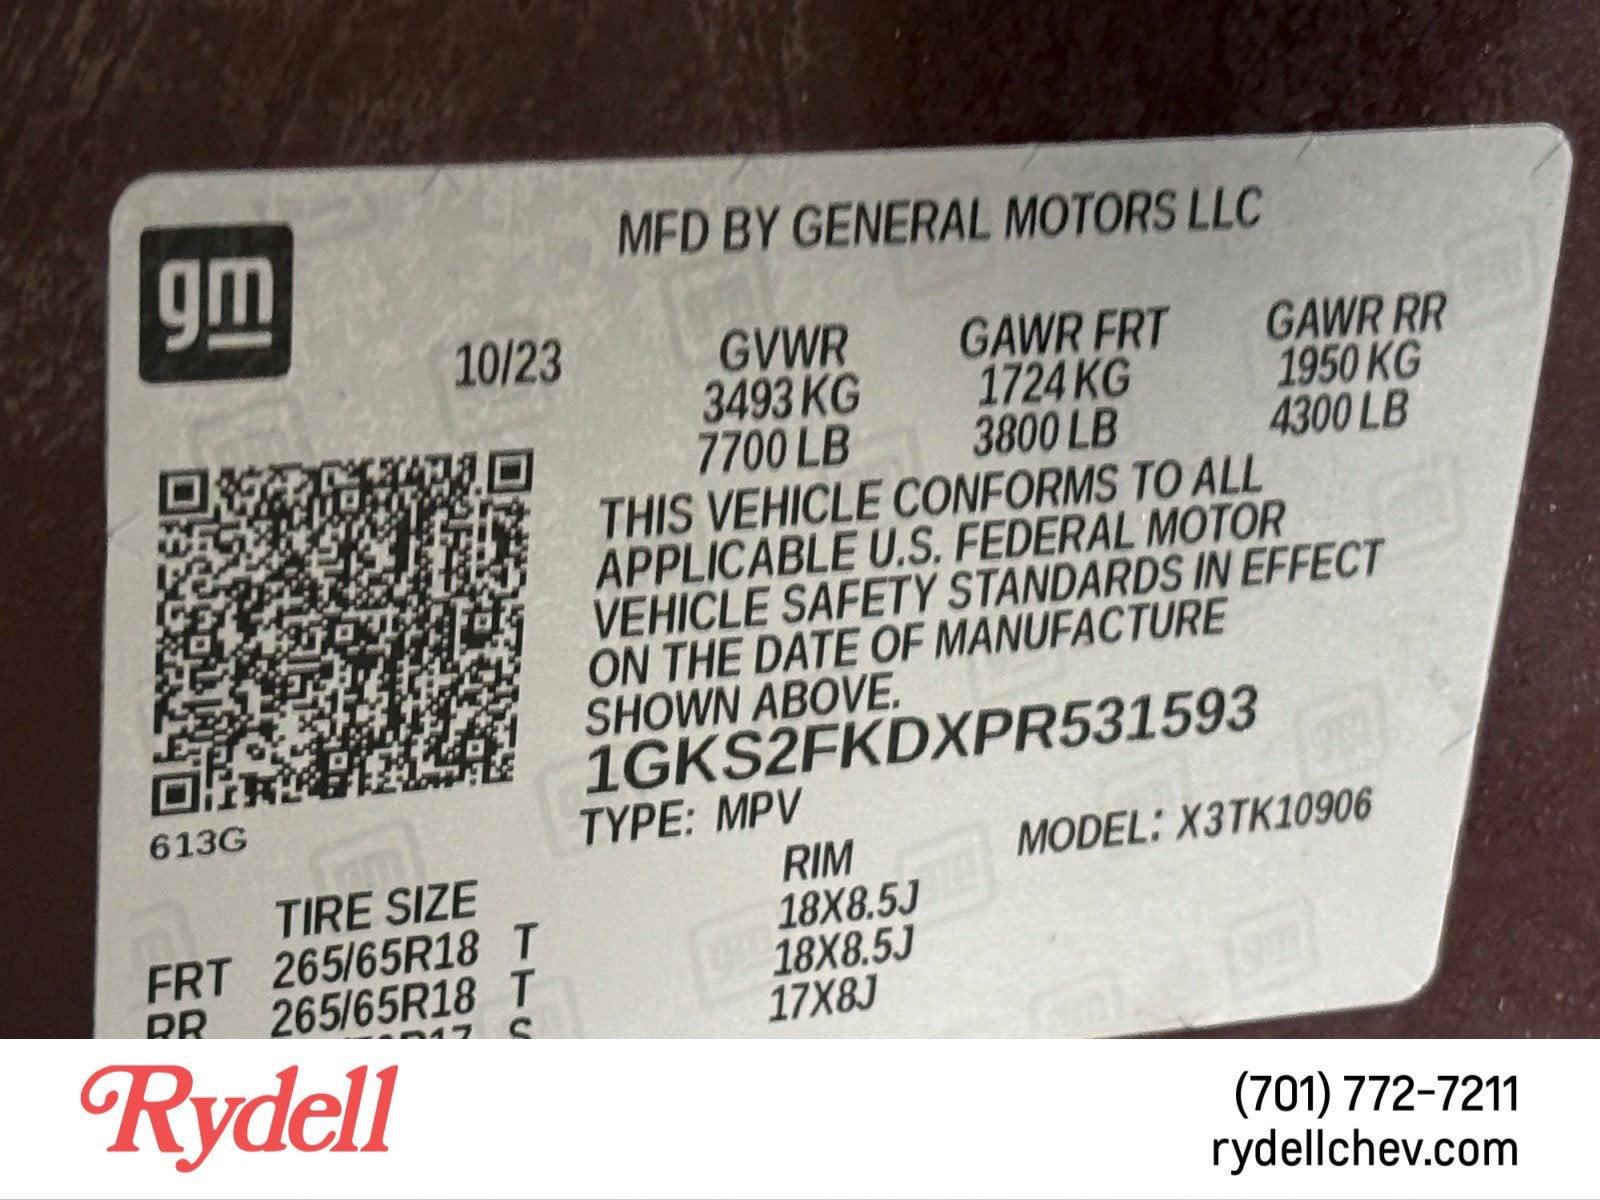 gm
MFD BY GENERAL MOTORS LLC
10/23
GVWR
3493 KG
7700 LB
GAWR FRT
1724 KG
3800 LB
GAWR RR
1950 KG
4300 LB
THIS VEHICLE CONFORMS TO ALL
APPLICABLE U.S. FEDERAL MOTOR
VEHICLE SAFETY STANDARDS IN EFFECT
ON THE DATE OF MANUFACTURE
SHOWN ABOVE.
1GKS2FKDXPR531593
TYPE: MPV MODEL: X3TK10906
613G
TIRE SIZE RIM
FRT 265/65R18 T 18X8.5J
RR 265/65R18 T 18X8.5J
S 17X8J
Rydell
(701) 772-7211
rydellchev.com